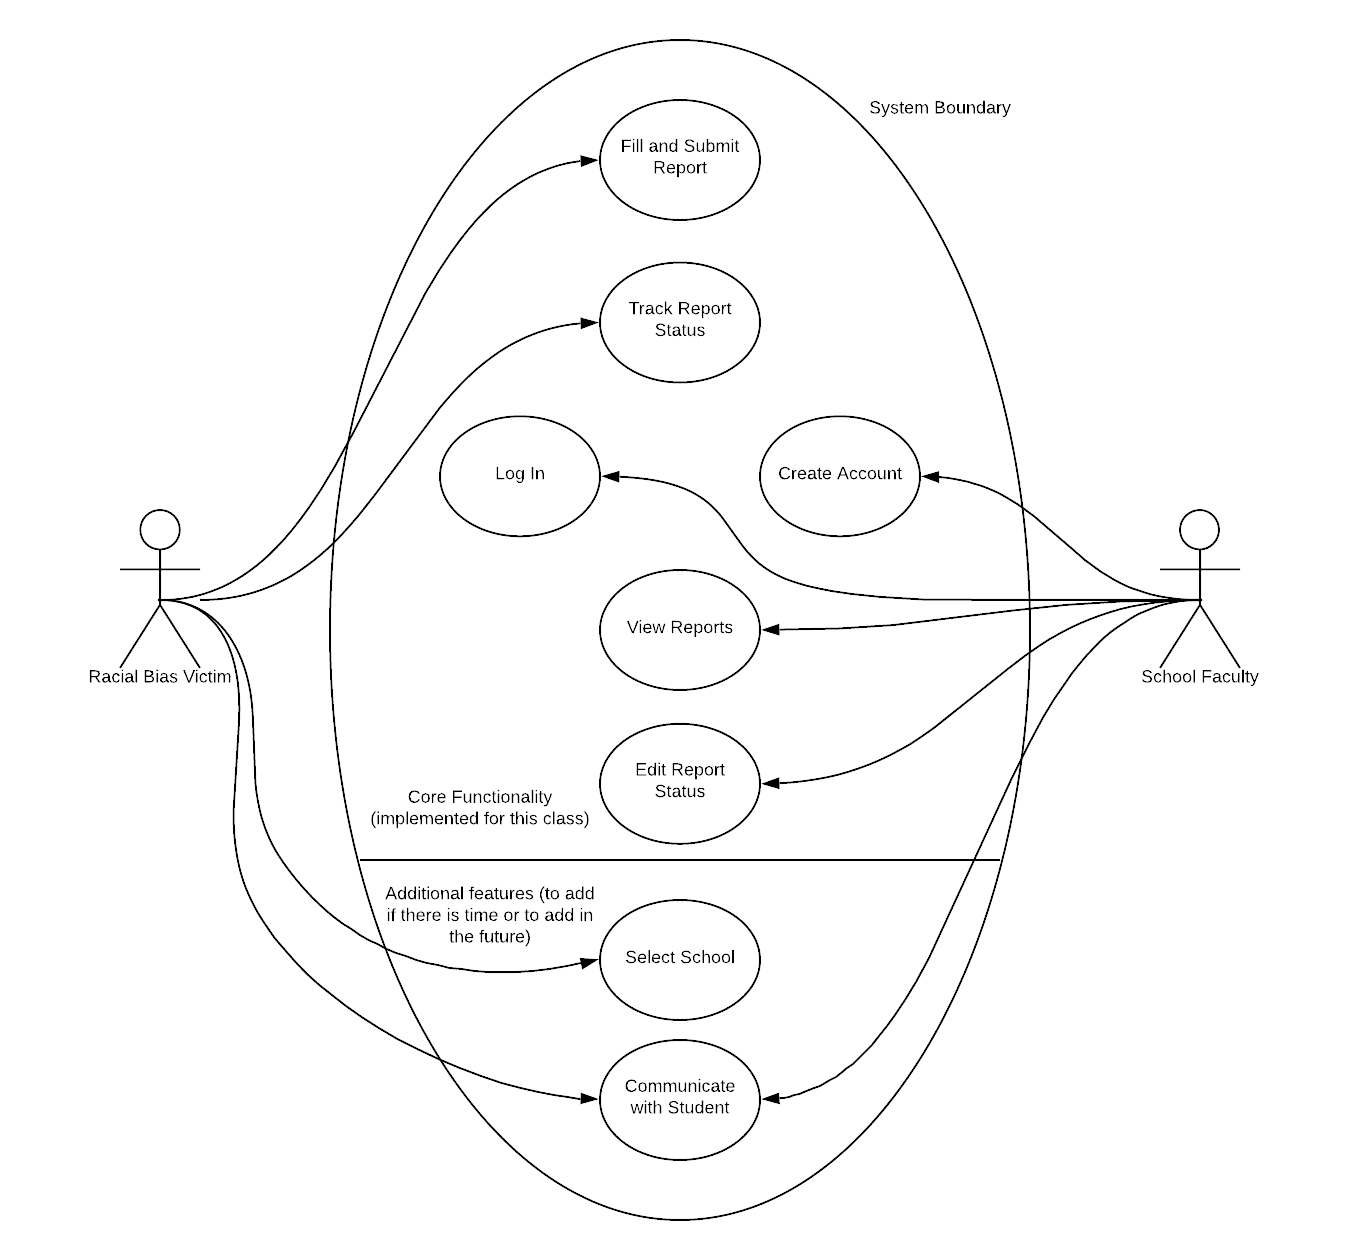 System Boundary
Fill and Submit
Report
Track Report
Status
Log In
Create Account
View Reports
Racial Bias Victim
School Faculty
Edit Report
Status
Core Functionality
(implemented for this class)
Additional features (to add
if there is time or to add in
the future)
Select School
Communicate
with Student